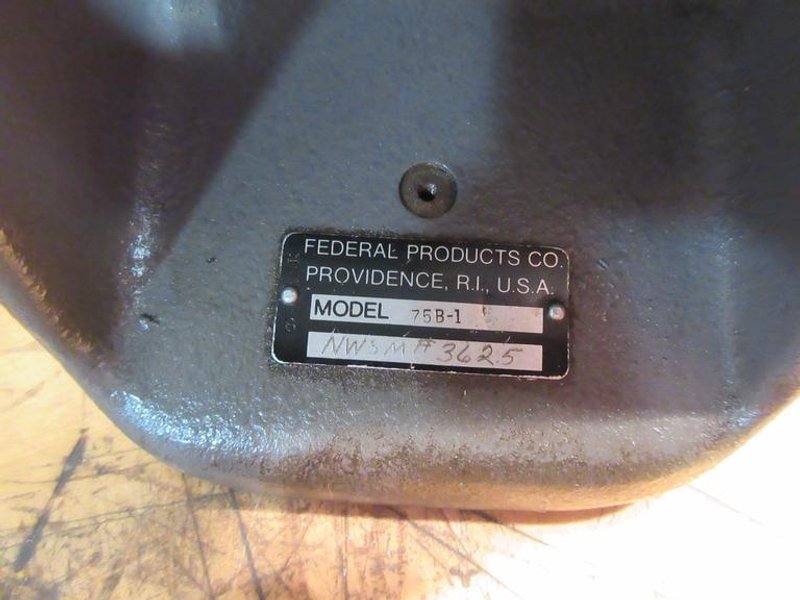 FEDERAL PRODUCTS CO.
PROVIDENCE, R.I., U.S.A.
MODEL 75B-1
NWSM# 3625